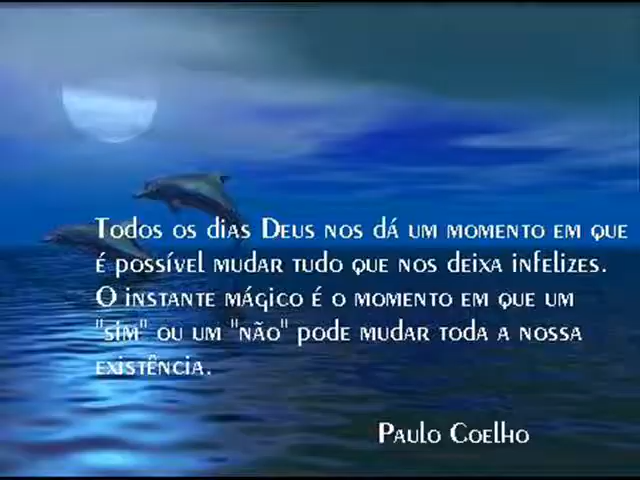 Todos os dias Deus nos dá um momento em que
é possível mudar tudo que nos deixa infelizes.
O instante mágico é o momento em que um
"sim" ou um "não" pode mudar toda a nossa
existência.
Paulo Coelho